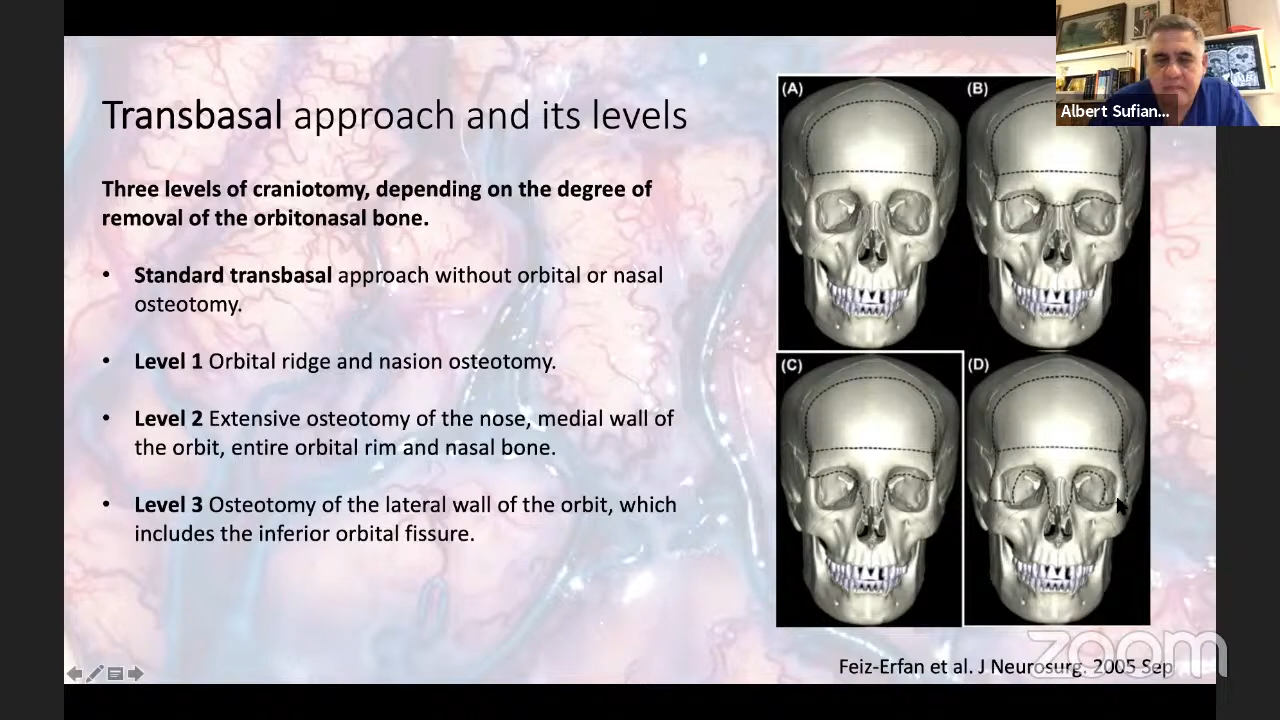 Transbasal approach and its levels
Three levels of craniotomy, depending on the degree of
removal of the orbitonasal bone.
• Standard transbasal approach without orbital or nasal
osteotomy.
• Level 1 Orbital ridge and nasion osteotomy.
• Level 2 Extensive osteotomy of the nose, medial wall of
the orbit, entire orbital rim and nasal bone.
• Level 3 Osteotomy of the lateral wall of the orbit, which
includes the inferior orbital fissure.
(A)
(B)
(C)
(D)
Albert Sufian...
Feiz-Erfan et al. J Neurosurg. 2005 Sep
zoom